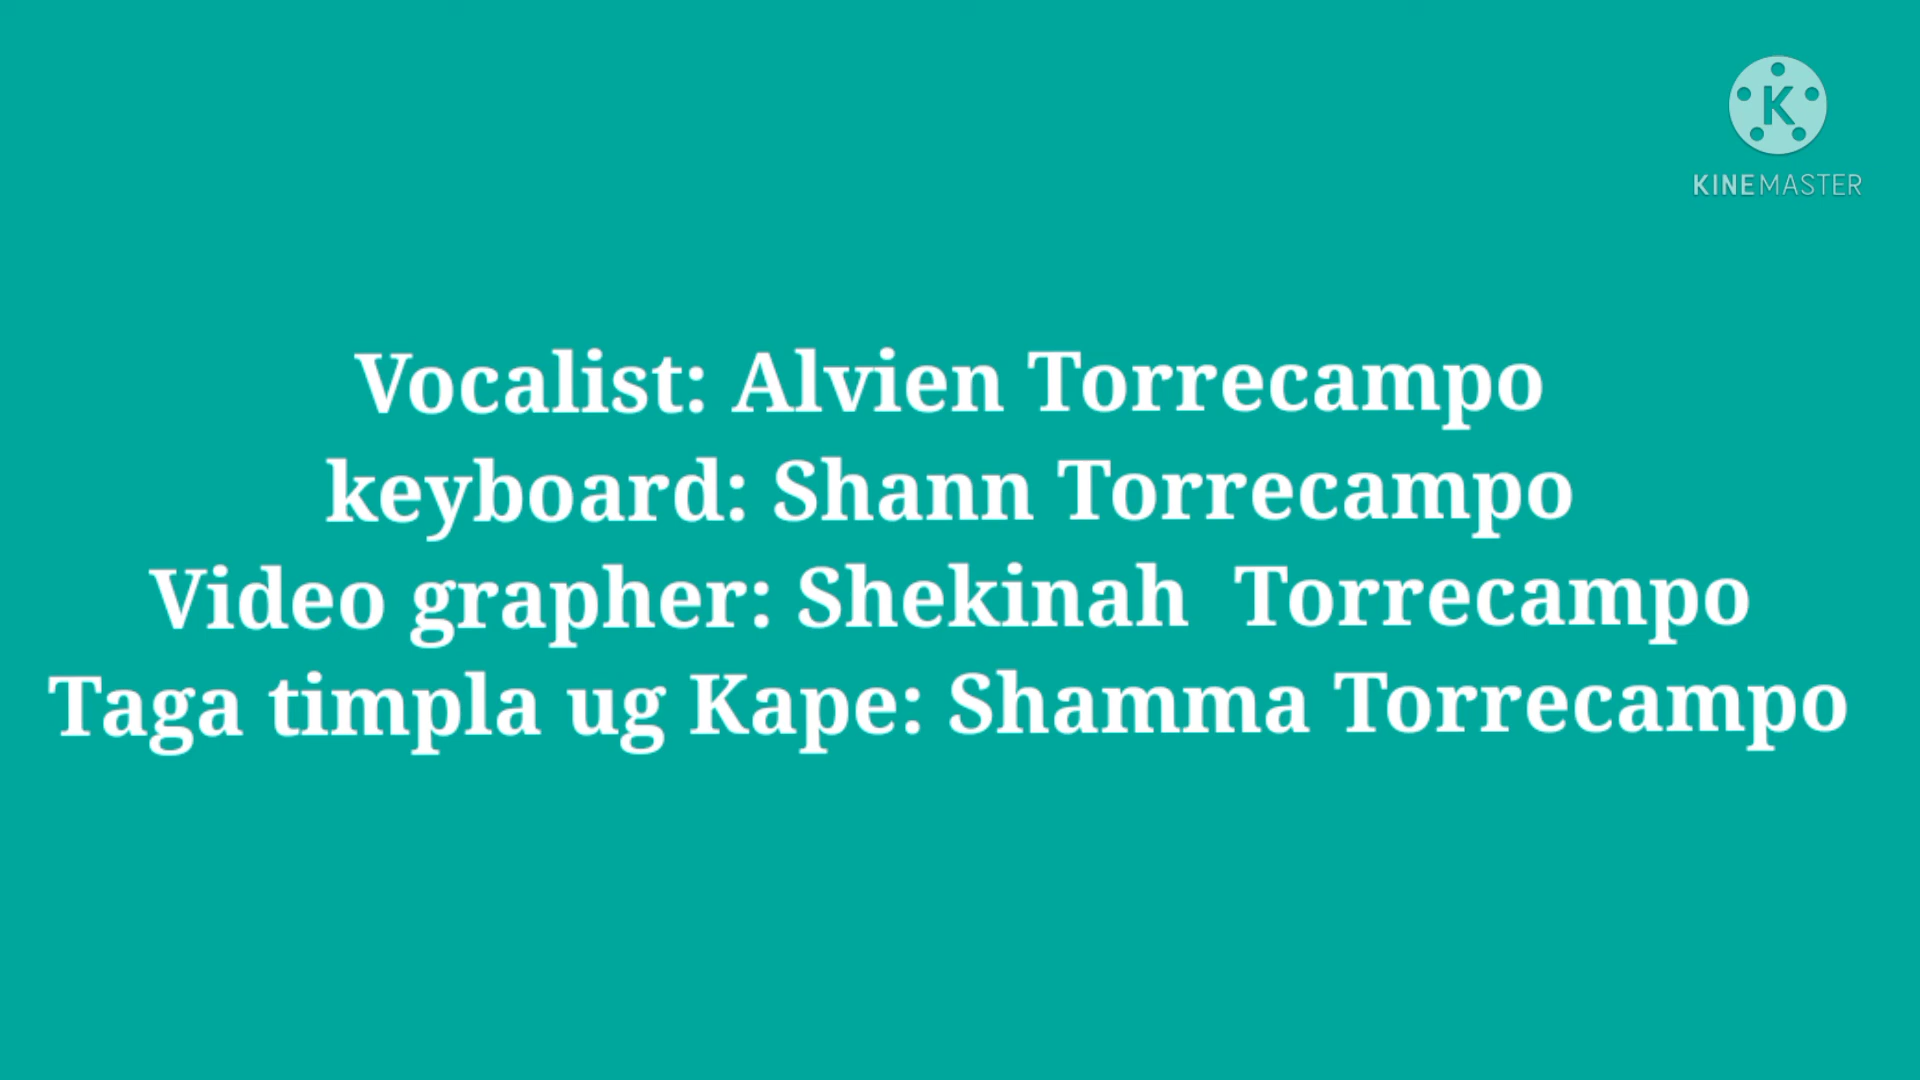 K
KINEMASTER
Vocalist: Alvien Torrecampo
keyboard: Shann Torrecampo
Video grapher: Shekinah  Torrecampo
Taga timpla ug Kape: Shamma Torrecampo